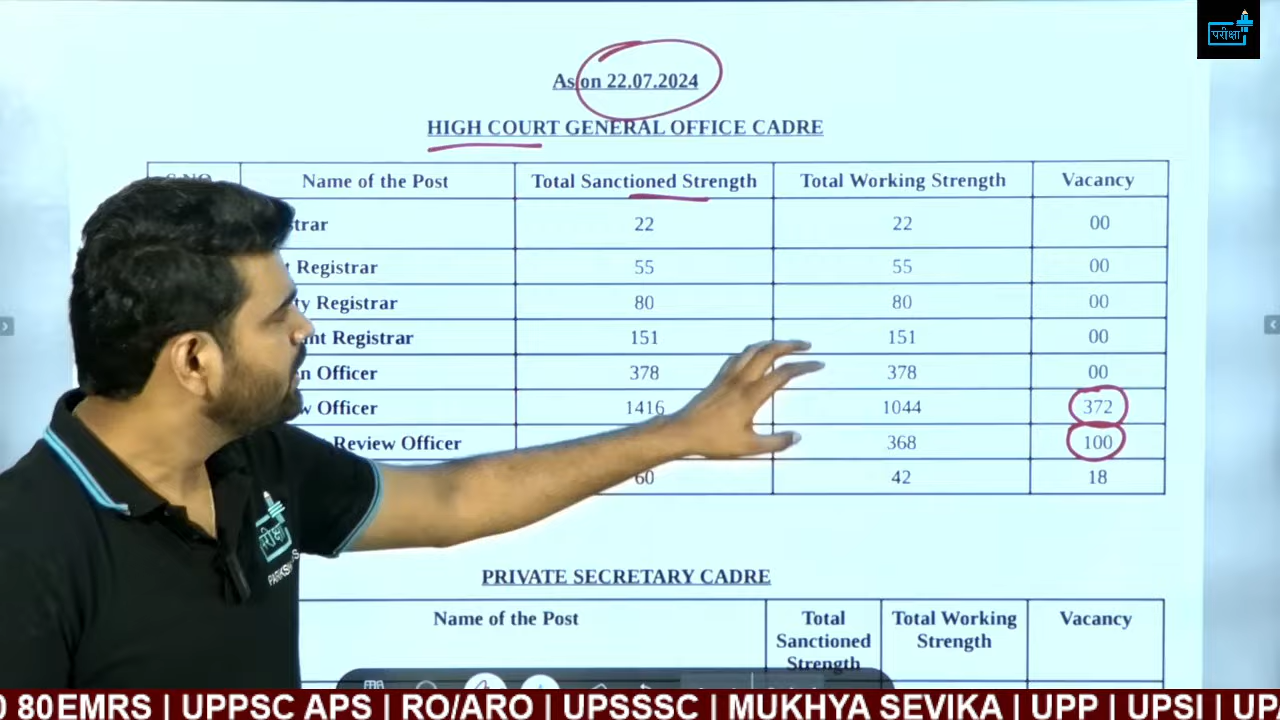 परीक्षा
As on 22.07.2024
HIGH COURT GENERAL OFFICE CADRE
S.NO Name of the Post Total Sanctioned Strength Total Working Strength Vacancy
strar 22 22 00
t Registrar 55 55 00
ty Registrar 80 80 00
nt Registrar 151 151 00
n Officer 378 378 00
w Officer 1416 1044 372
Review Officer 368 100
60 42 18
PRIVATE SECRETARY CADRE
Name of the Post Total Sanctioned Strength Total Working Strength Vacancy
परीक्षा
0 80EMRS | UPPSC APS | RO/ARO | UPSSSC | MUKHYA SEVIKA | UPP | UPSI | UP